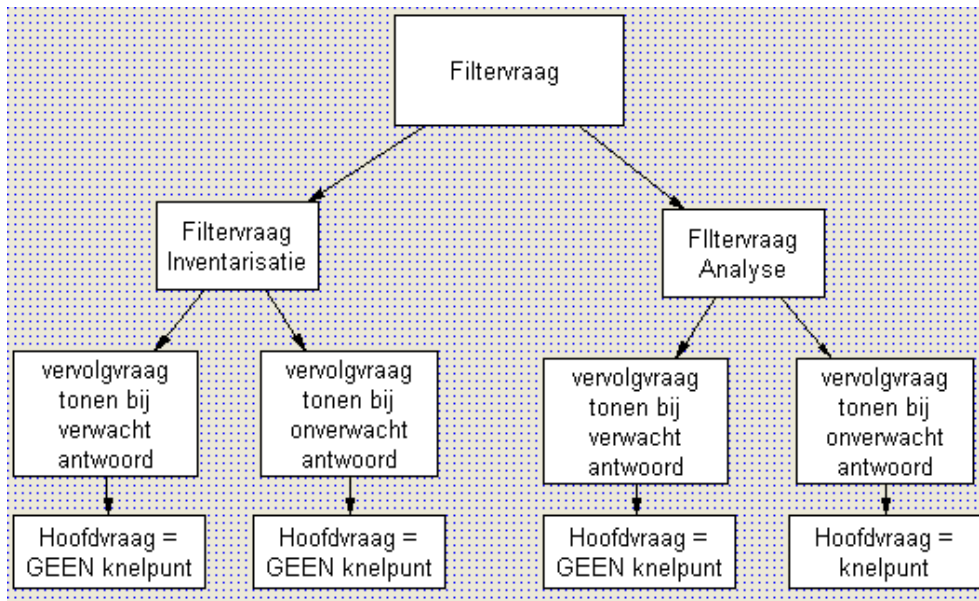 Filtervraag
Filtervraag
Inventarisatie
FIltervraag
Analyse
vervolgvraag
tonen bij
verwacht
antwoord
vervolgvraag
tonen bij
onverwacht
antwoord
vervolgvraag
tonen bij
verwacht
antwoord
vervolgvraag
tonen bij
onverwacht
antwoord
Hoofdvraag =
GEEN knelpunt
Hoofdvraag =
GEEN knelpunt
Hoofdvraag =
GEEN knelpunt
Hoofdvraag =
knelpunt